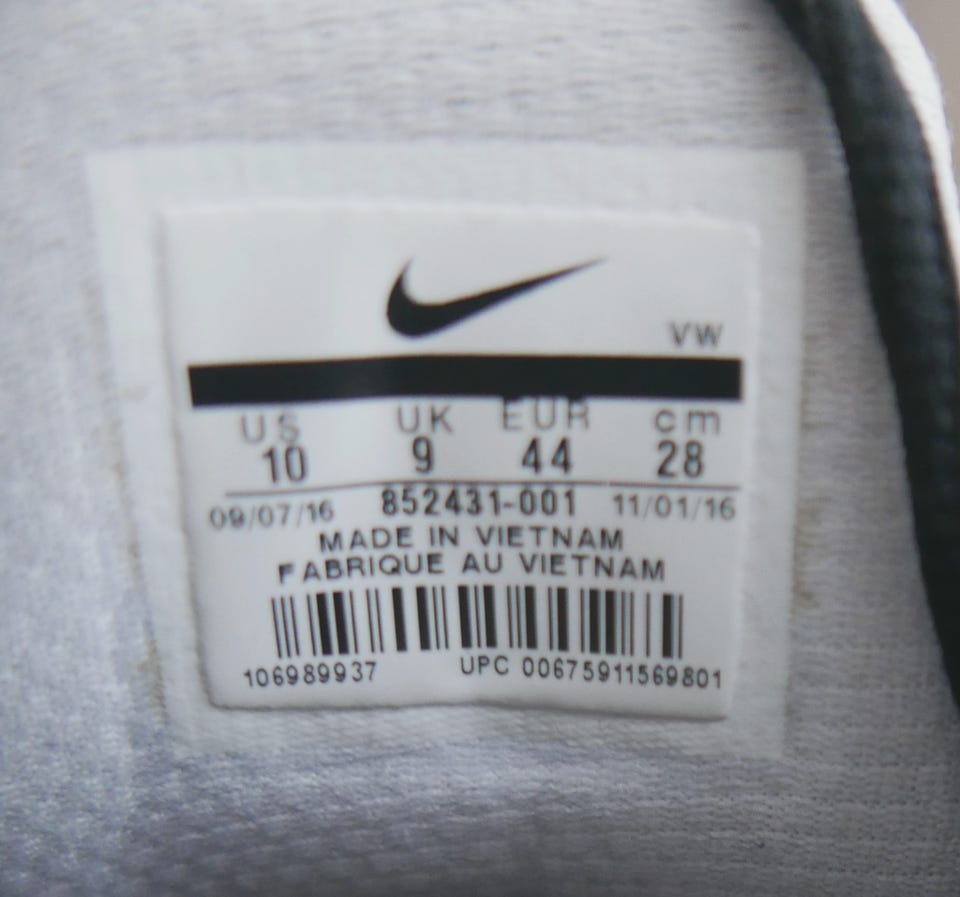 VW
US UK EUR cm
10 9 44 28
09/07/16 852431-001 11/01/16
MADE IN VIETNAM
FABRIQUE AU VIETNAM
106989937 UPC 00675911569801